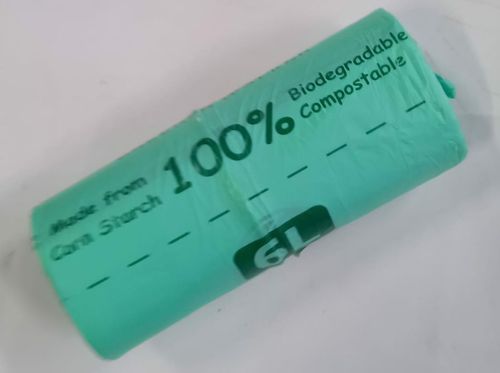 Made from
Corn Starch
100%
Biodegradable
Compostable
6L